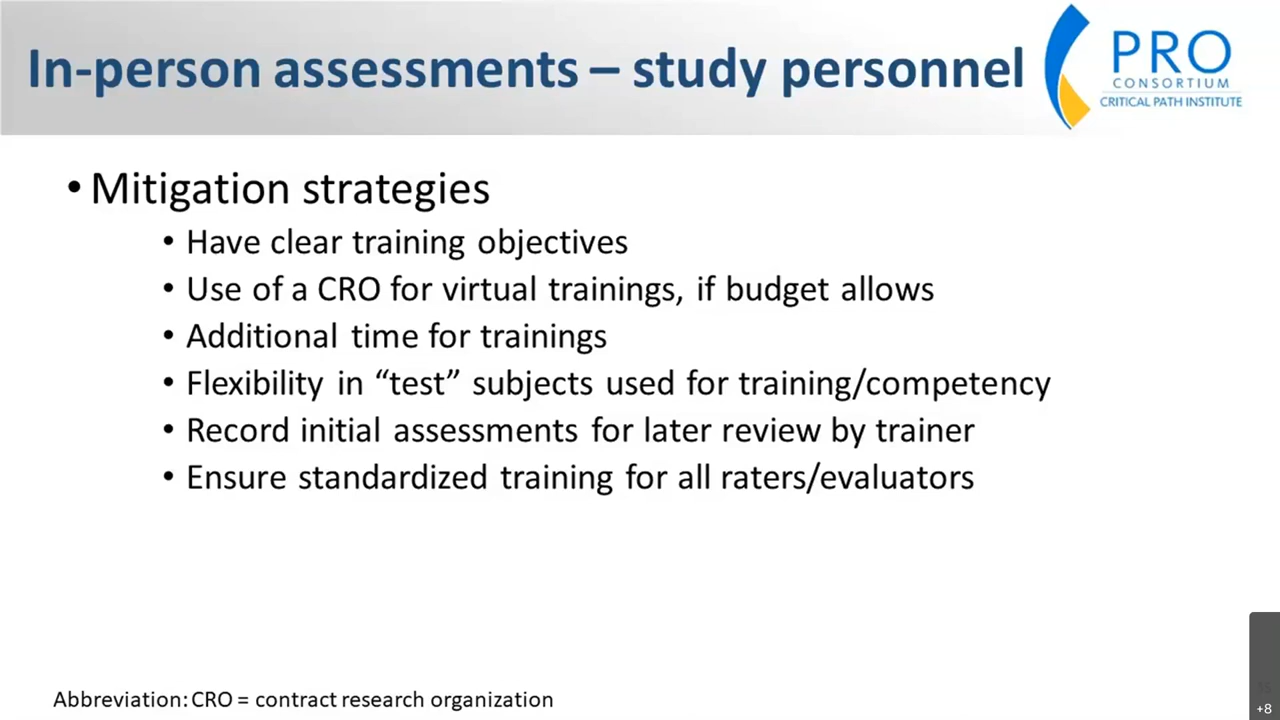 In-person assessments – study personnel
PRO
CONSORTIUM
CRITICAL PATH INSTITUTE
• Mitigation strategies
• Have clear training objectives
• Use of a CRO for virtual trainings, if budget allows
• Additional time for trainings
• Flexibility in “test” subjects used for training/competency
• Record initial assessments for later review by trainer
• Ensure standardized training for all raters/evaluators
Abbreviation: CRO = contract research organization
+8